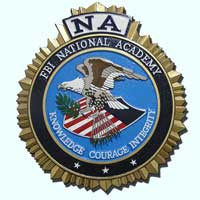 NA
FBI NATIONAL ACADEMY
KNOWLEDGE COURAGE INTEGRITY